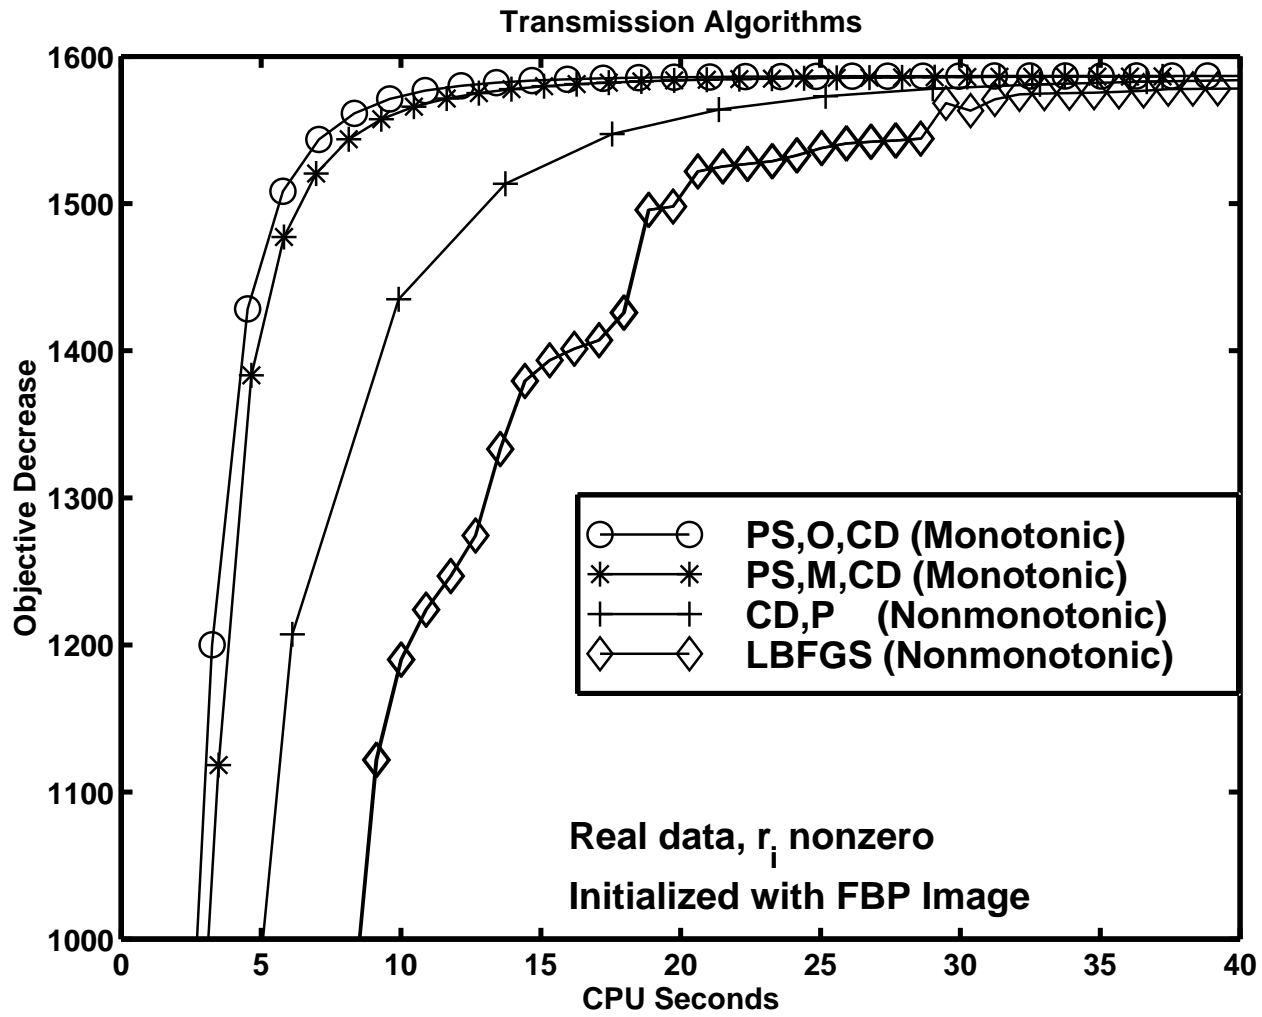 Transmission Algorithms
1600
1500
1400
1300
1200
1100
1000
Objective Decrease
PS,O,CD (Monotonic)
PS,M,CD (Monotonic)
CD,P (Nonmonotonic)
LBFGS (Nonmonotonic)
Real data, r_i nonzero
Initialized with FBP Image
0 5 10 15 20 25 30 35 40
CPU Seconds